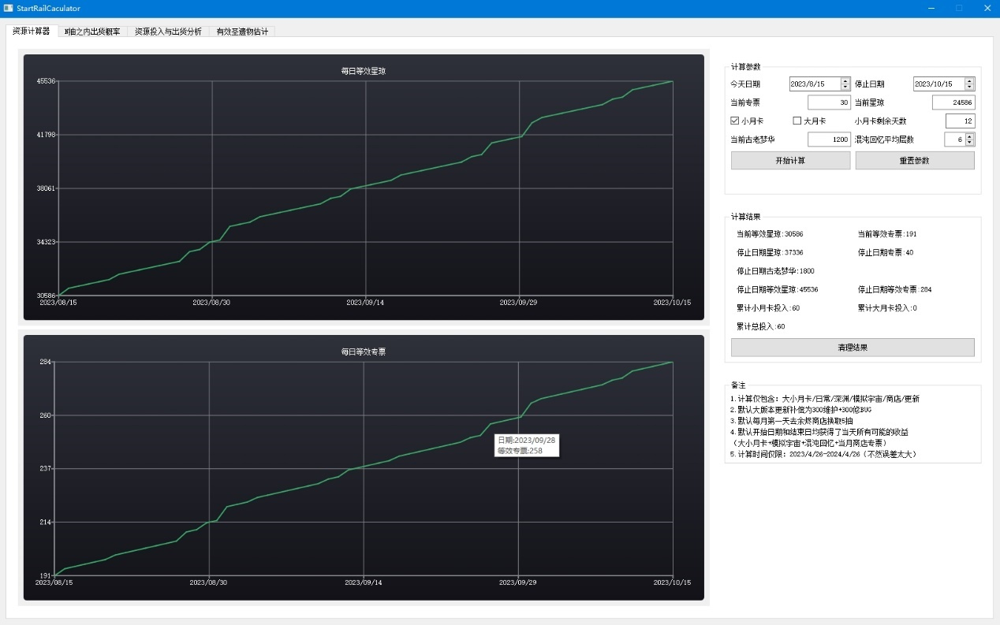 StartRailCaculator
资源计算器 N抽之内出货概率 资源投入与出货分析 有效圣遗物估计
每日等效星琼
45536
41798
38061
34323
30586
2023/08/15 2023/08/30 2023/09/14 2023/09/29 2023/10/15
每日等效专票
284
260
237
214
191
2023/08/15 2023/08/30 2023/09/14 2023/09/29 2023/10/15
日期:2023/09/28
等效专票:258
计算参数
今天日期 2023/8/15 停止日期 2023/10/15
当前专票 30 当前星琼 24586
小月卡 大月卡 小月卡剩余天数 12
当前古老梦华 1200 混沌回忆平均层数 6
开始计算 重置参数
计算结果
当前等效星琼:30586 当前等效专票:191
停止日期星琼:37336 停止日期专票:40
停止日期古老梦华:1800
停止日期等效星琼:45536 停止日期等效专票:284
累计小月卡投入:60 累计大月卡投入:0
累计总投入:60
清理结果
备注
1.计算仅包含: 大小月卡/日常/深渊/模拟宇宙/商店/更新
2.默认大版本更新补偿为300维护+300修BUG
3.默认每月第一天去余烬商店换取5抽
4.默认开始日期和结束日均获得了当天所有可能的收益
(大小月卡+模拟宇宙+混沌回忆+当月商店专票)
5.计算时间仅限: 2023/4/26-2024/4/26 (不然误差太大)